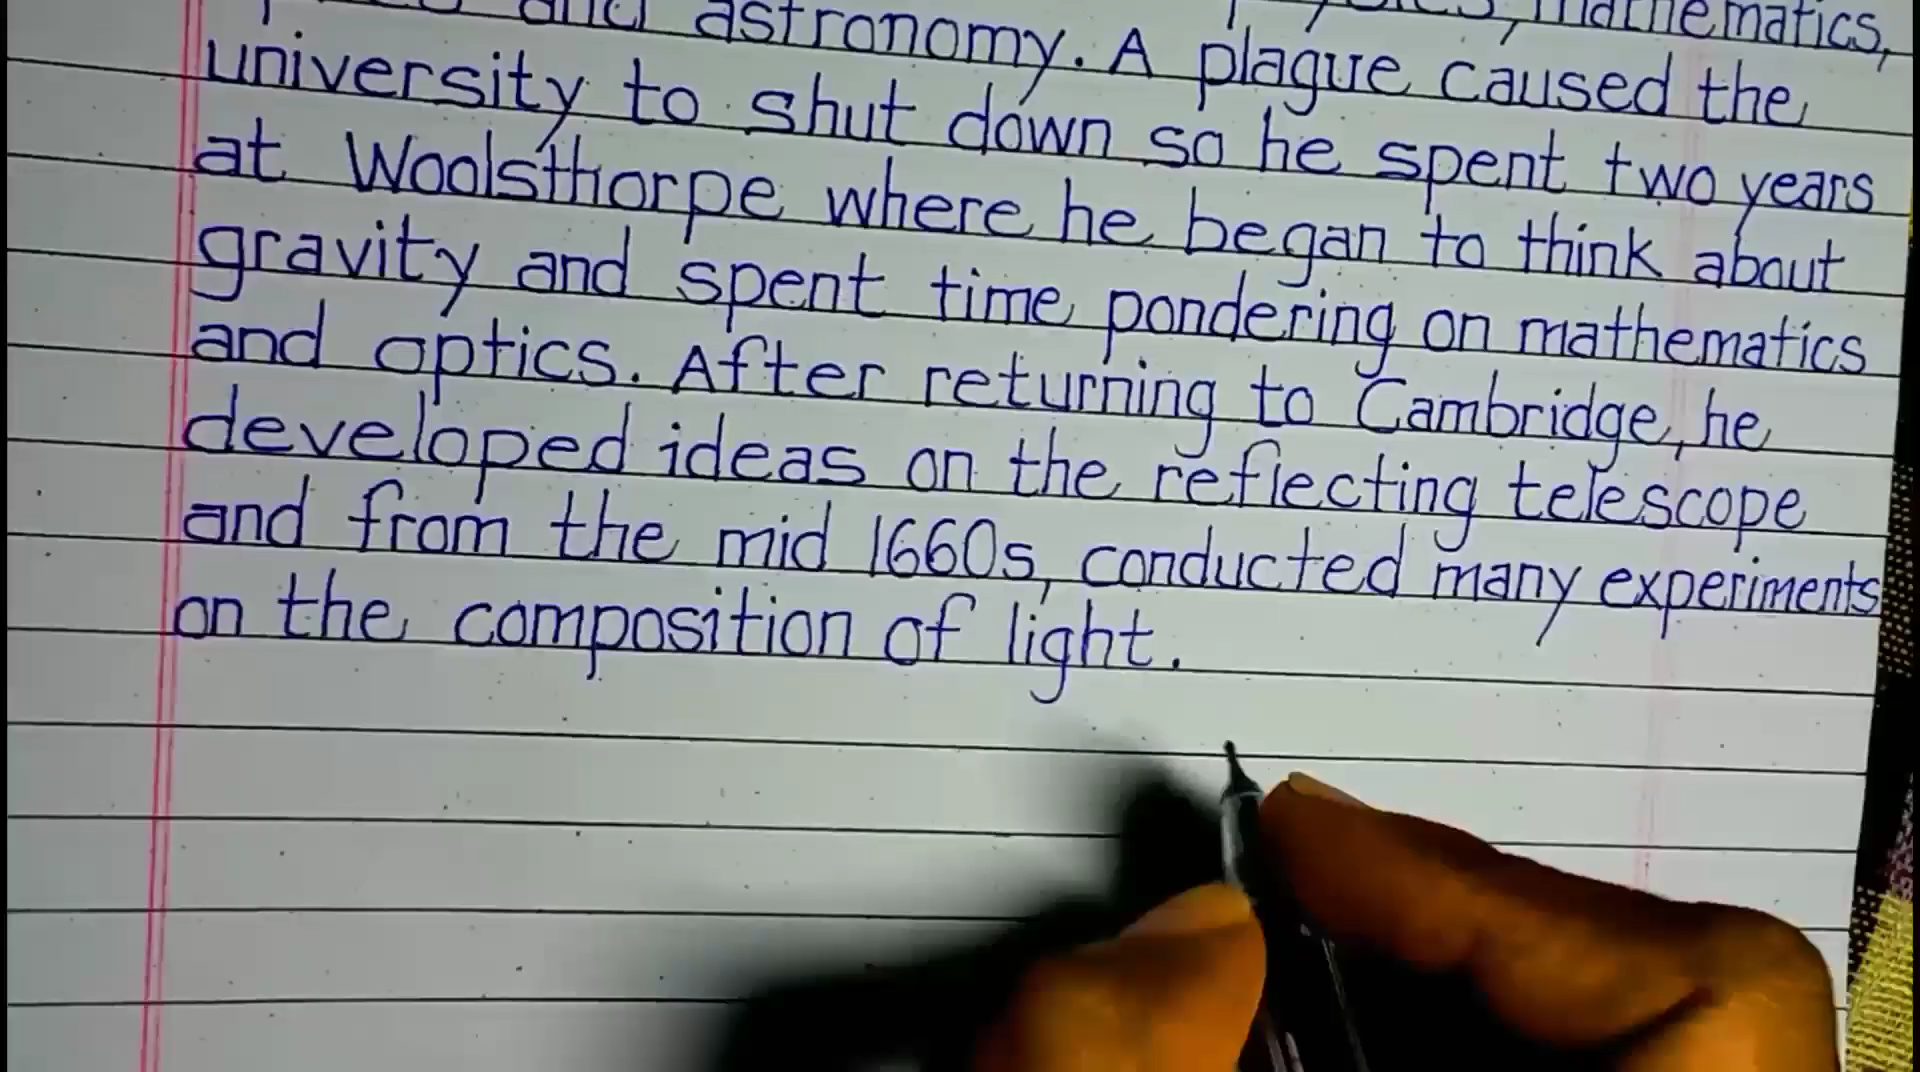 mathematics,
and astronomy. A plague caused the
university to shut down so he spent two years
at Woolsthorpe where he began to think about
gravity and spent time pondering on mathematics
and optics. After returning to Cambridge, he
developed ideas on the reflecting telescope
and from the mid 1660s, conducted many experiments
on the composition of light.